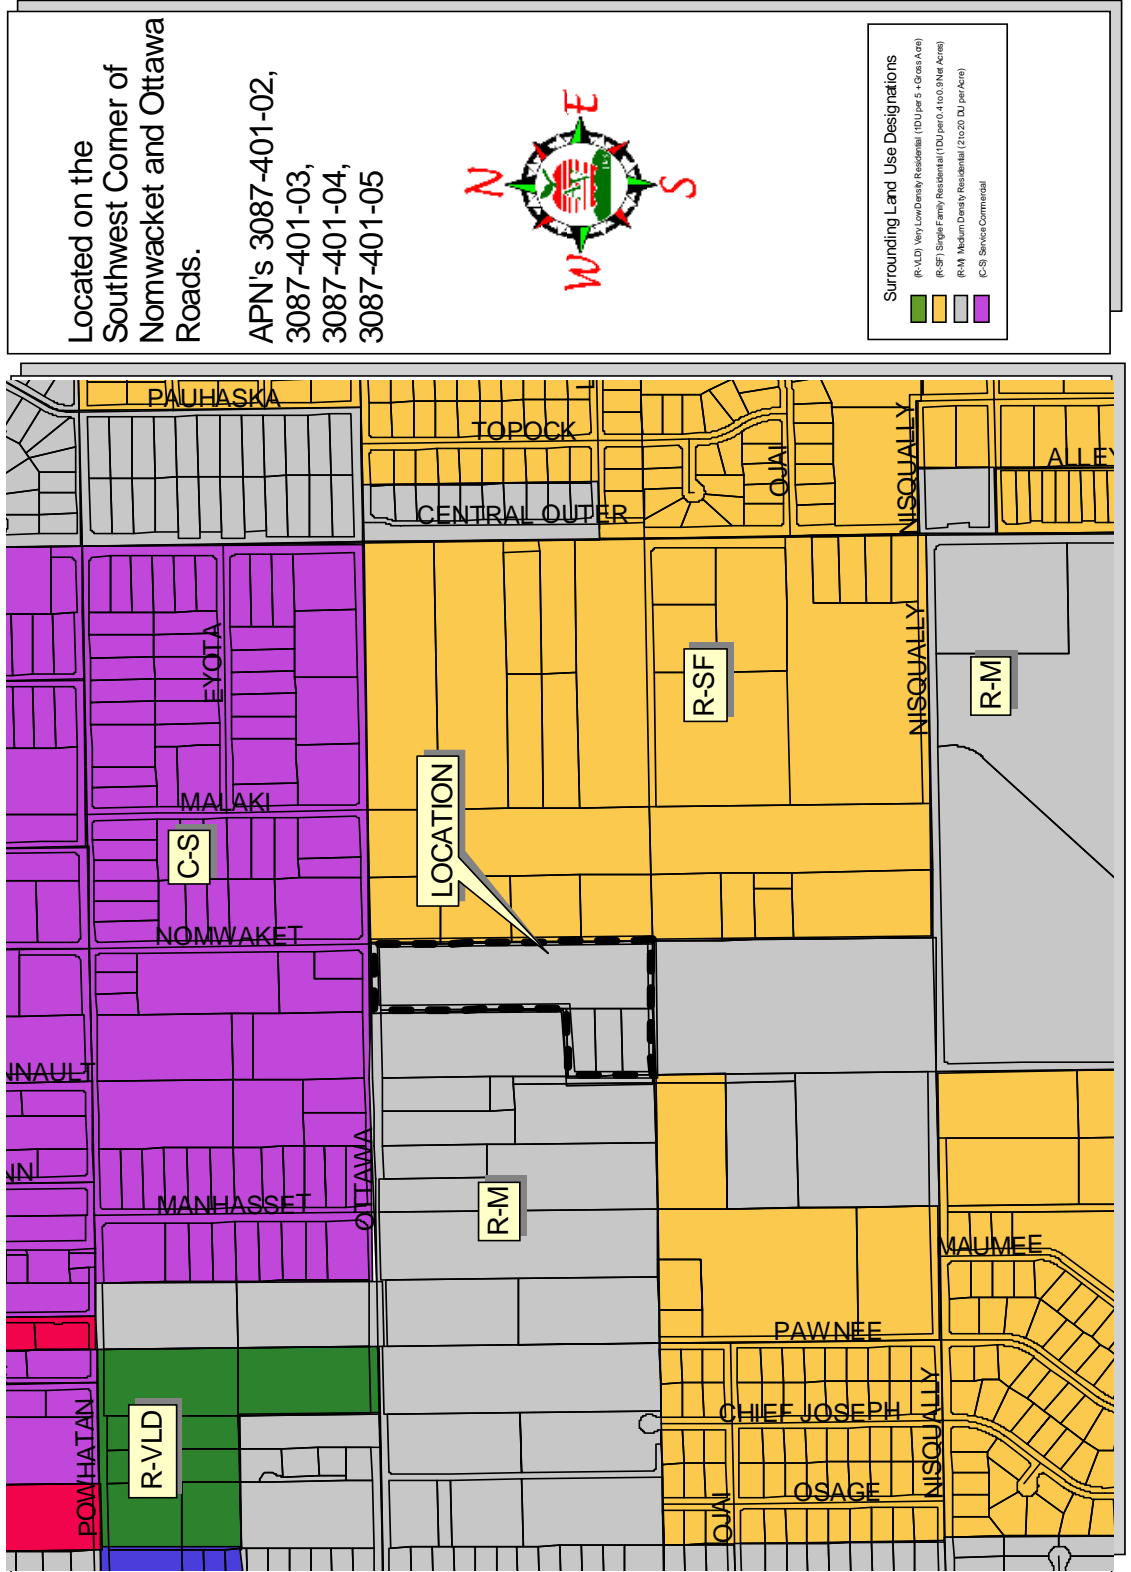 Located on the
Southwest Corner of
Nomwacket and Ottawa
Roads.
APN's 3087-401-02,
3087-401-03,
3087-401-04,
3087-401-05
N
E
S
W
Surrounding Land Use Designations
(R-VLD) Very Low Density Residential (1DU per 5 + Gross Acre)
(R-SF) Single Family Residential (1DU per 0.4 to 0.9 Net Acres)
(R-M) Medium Density Residential (2 to 20 DU per Acre)
(C-S) Service Commercial
PAUHASKA
TOPOCK
CENTRAL OUTER
OJAI
NISQUALLY
ALLEY
EYOTA
R-SF
NISQUALLY
R-M
MALAKI
C-S
LOCATION
NOMWAKET
NNAULT
NN
MANHASSET
OTTAWA
R-M
MAUMEE
PAWNEE
POWHATAN
R-VLD
CHIEF JOSEPH
NISQUALLY
OSAGE
OJAI